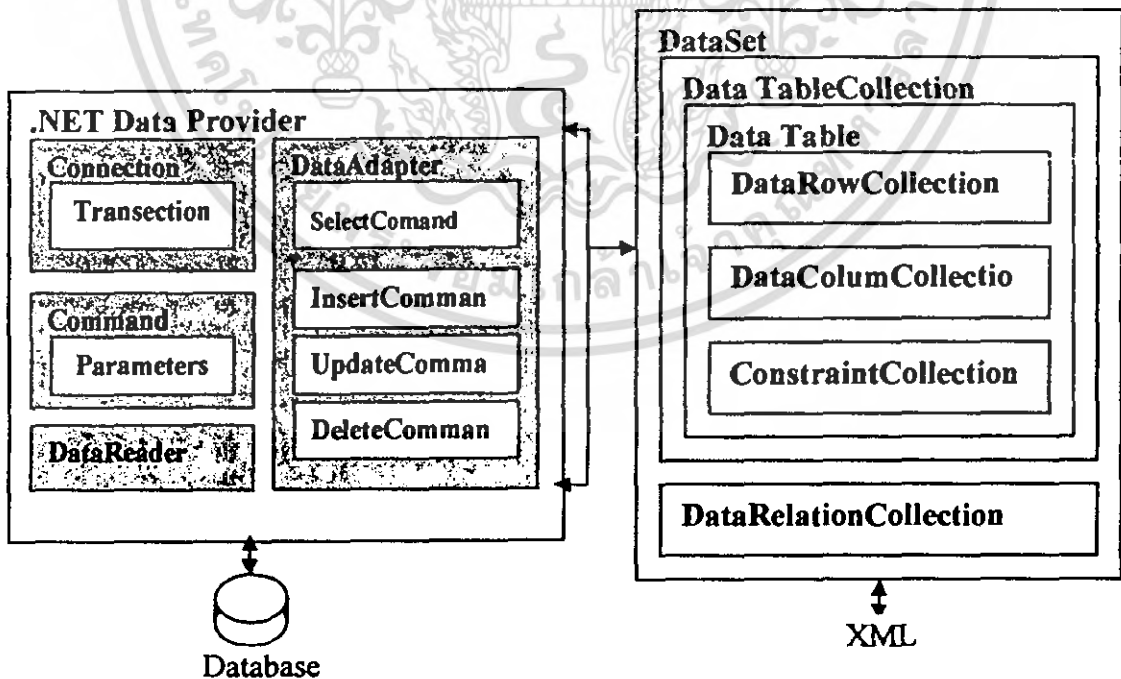 .NET Data Provider
Connection
Transection
Command
Parameters
DataReader
DataAdapter
SelectComand
InsertComman
UpdateComma
DeleteComman
Database
DataSet
Data TableCollection
Data Table
DataRowCollection
DataColumCollectio
ConstraintCollection
DataRelationCollection
XML